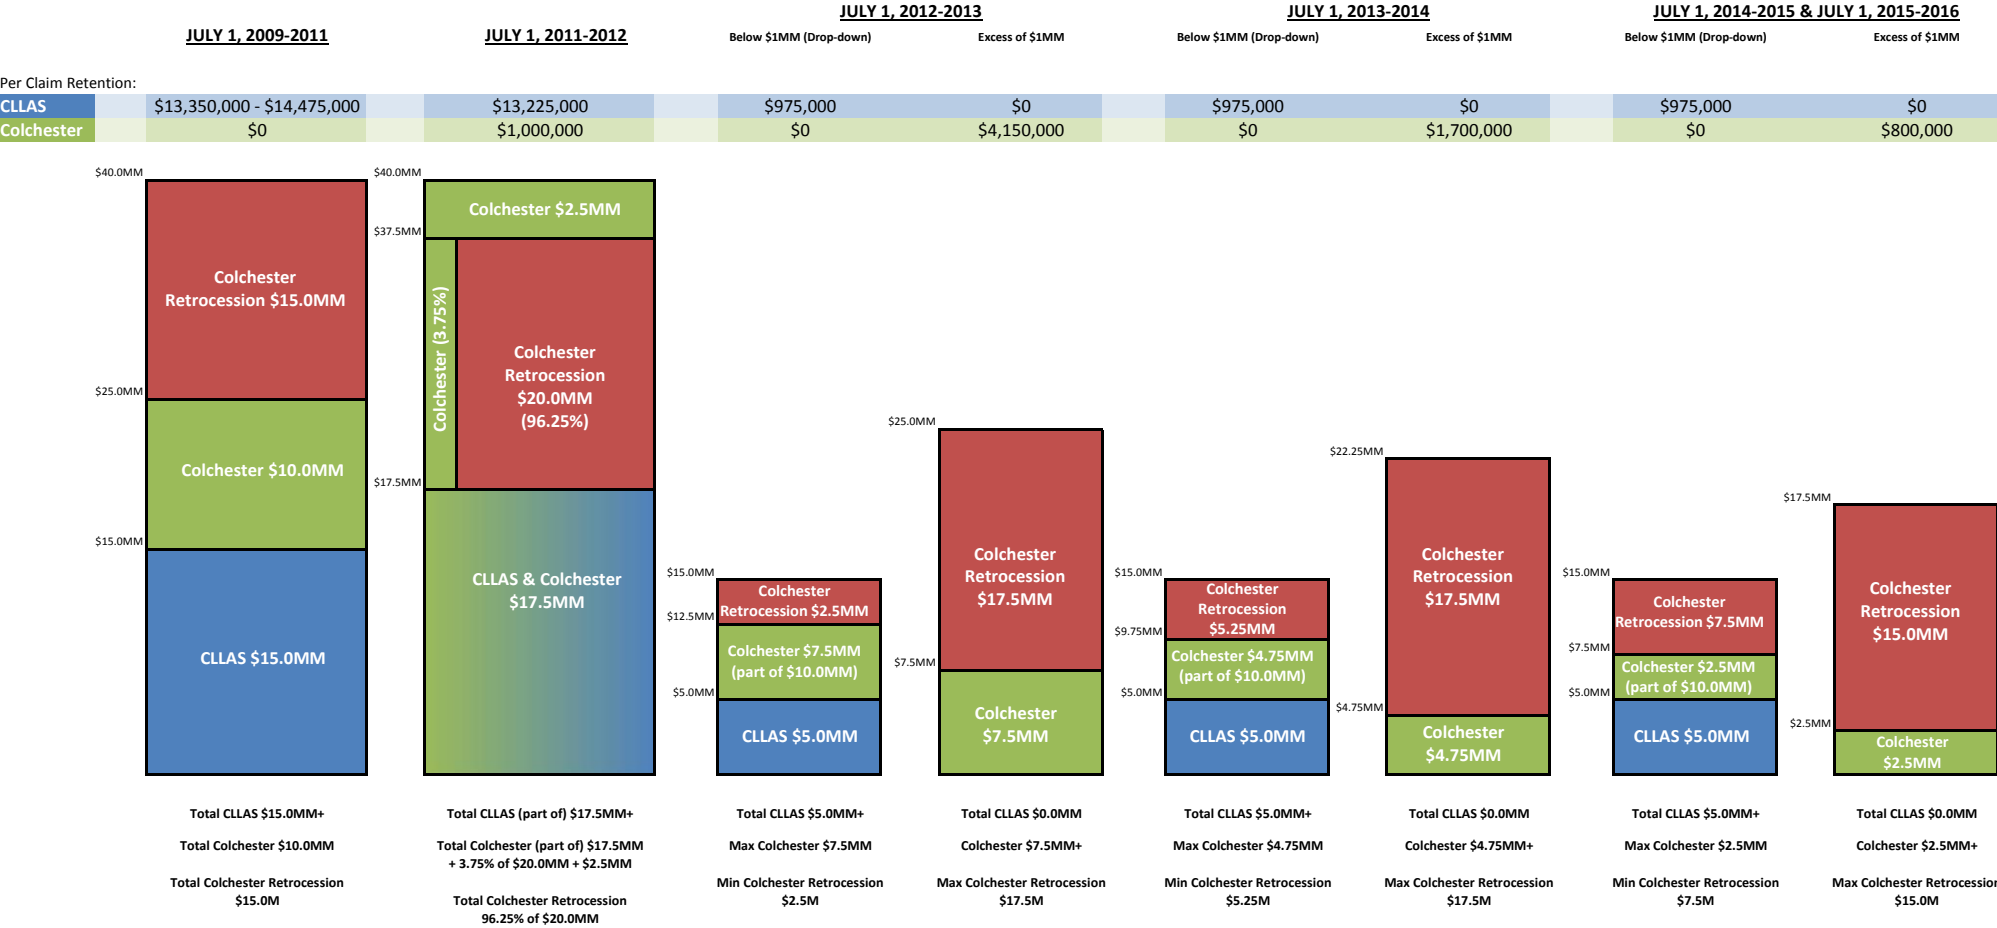 JULY 1, 2012-2013
JULY 1, 2013-2014
JULY 1, 2014-2015 & JULY 1, 2015-2016
JULY 1, 2009-2011
JULY 1, 2011-2012
Below $1MM (Drop-down)
Excess of $1MM
Below $1MM (Drop-down)
Excess of $1MM
Below $1MM (Drop-down)
Excess of $1MM
Per Claim Retention:
CLLAS $13,350,000 - $14,475,000 $13,225,000 $975,000 $0 $975,000 $0 $975,000 $0
Colchester $0 $1,000,000 $0 $4,150,000 $0 $1,700,000 $0 $800,000
$40.0MM
Colchester
Retrocession $15.0MM
$25.0MM
Colchester $10.0MM
$15.0MM
CLLAS $15.0MM
Total CLLAS $15.0MM+
Total Colchester $10.0MM
Total Colchester Retrocession
$15.0M
$40.0MM
Colchester $2.5MM
$37.5MM
Colchester (3.75%)
Colchester
Retrocession
$20.0MM
(96.25%)
$17.5MM
CLLAS & Colchester
$17.5MM
Total CLLAS (part of) $17.5MM+
Total Colchester (part of) $17.5MM
+ 3.75% of $20.0MM + $2.5MM
Total Colchester Retrocession
96.25% of $20.0MM
$15.0MM
Colchester
Retrocession $2.5MM
$12.5MM
Colchester $7.5MM
(part of $10.0MM)
$5.0MM
CLLAS $5.0MM
Total CLLAS $5.0MM+
Max Colchester $7.5MM
Min Colchester Retrocession
$2.5M
$25.0MM
Colchester
Retrocession
$17.5MM
$7.5MM
Colchester
$7.5MM
Total CLLAS $0.0MM
Colchester $7.5MM+
Max Colchester Retrocession
$17.5M
$15.0MM
Colchester
Retrocession
$5.25MM
$9.75MM
Colchester $4.75MM
(part of $10.0MM)
$5.0MM
CLLAS $5.0MM
Total CLLAS $5.0MM+
Max Colchester $4.75MM
Min Colchester Retrocession
$5.25M
$22.25MM
Colchester
Retrocession
$17.5MM
$4.75MM
Colchester
$4.75MM
Total CLLAS $0.0MM
Colchester $4.75MM+
Max Colchester Retrocession
$17.5M
$15.0MM
Colchester
Retrocession $7.5MM
$7.5MM
Colchester $2.5MM
(part of $10.0MM)
$5.0MM
CLLAS $5.0MM
Total CLLAS $5.0MM+
Max Colchester $2.5MM
Min Colchester Retrocession
$7.5M
$17.5MM
Colchester
Retrocession
$15.0MM
$2.5MM
Colchester
$2.5MM
Total CLLAS $0.0MM
Colchester $2.5MM+
Max Colchester Retrocession
$15.0M